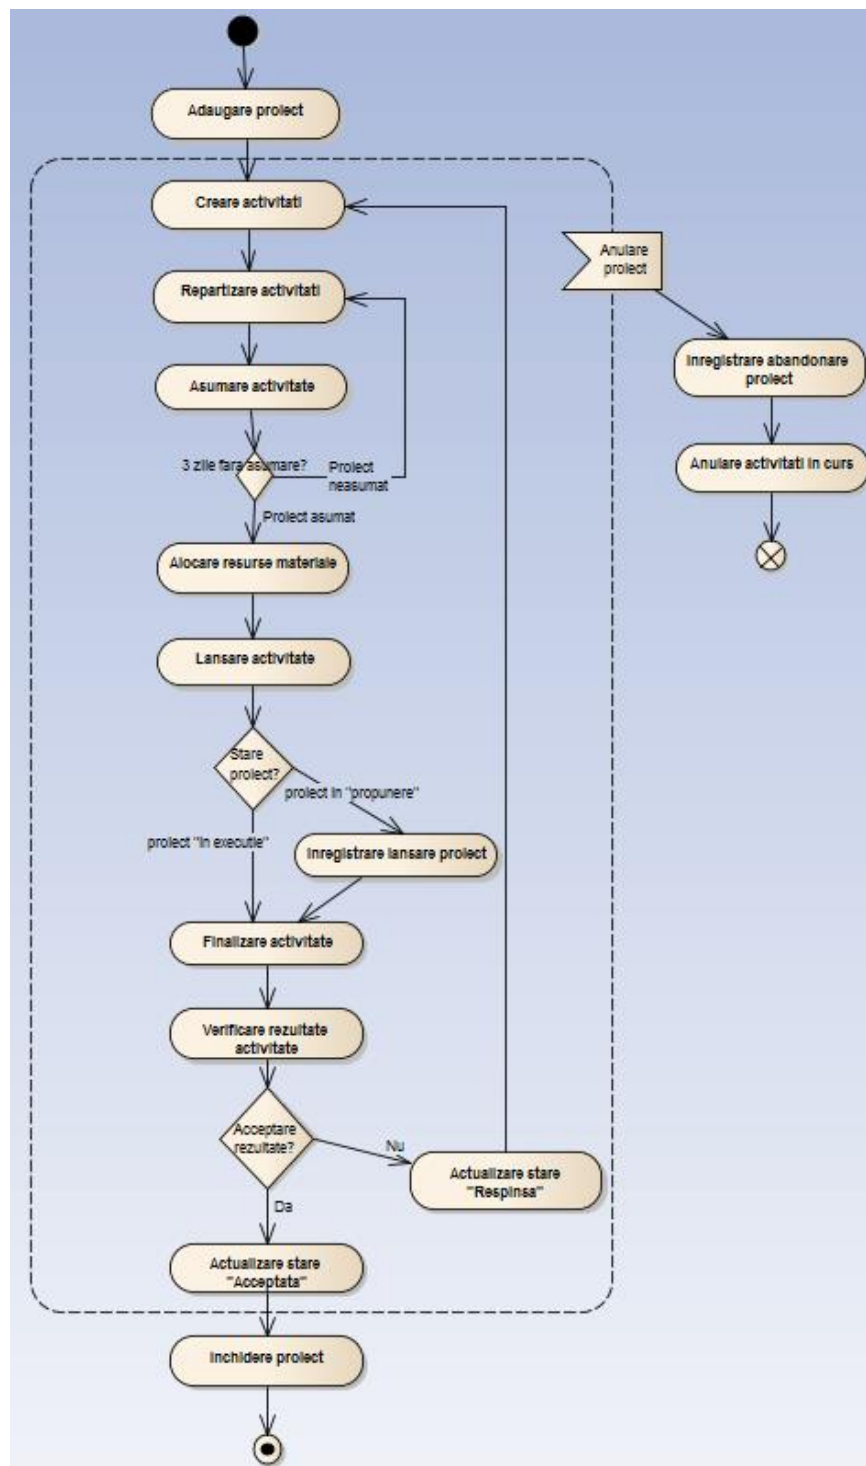 Adaugare proiect
Creare activitati
Anulare
proiect
Repartizare activitati
Inregistrare abandonare
proiect
Asumare activitate
3 zile fara asumare?
Proiect
neasumat
Anulare activitati in curs
Proiect asumat
Alocare resurse materiale
Lansare activitate
Stare
proiect?
proiect in "propunere"
proiect "in executie"
Inregistrare lansare proiect
Finalizare activitate
Verificare rezultate
activitate
Acceptare
rezultate?
Nu
Actualizare stare
"Respinsa"
Da
Actualizare stare
"Acceptata"
Inchidere proiect